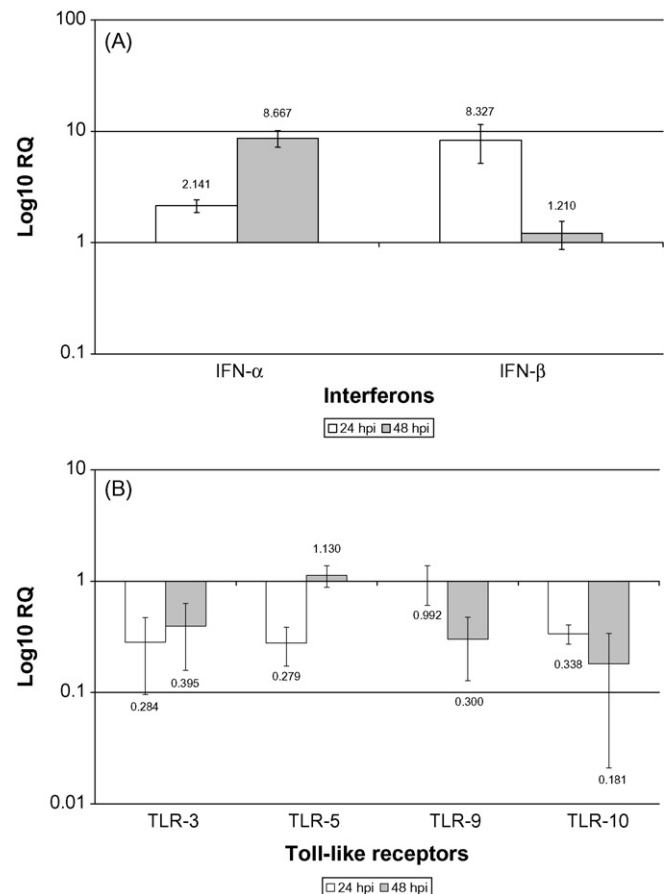 (A)
100
10
1
0.1
Log10 RQ
2.141
8.667
8.327
1.210
IFN-α
IFN-β
Interferons
24 hpi 48 hpi
(B)
10
1
0.1
0.01
Log10 RQ
0.284
0.395
0.279
1.130
0.992
0.300
0.338
0.181
TLR-3
TLR-5
TLR-9
TLR-10
Toll-like receptors
24 hpi 48 hpi